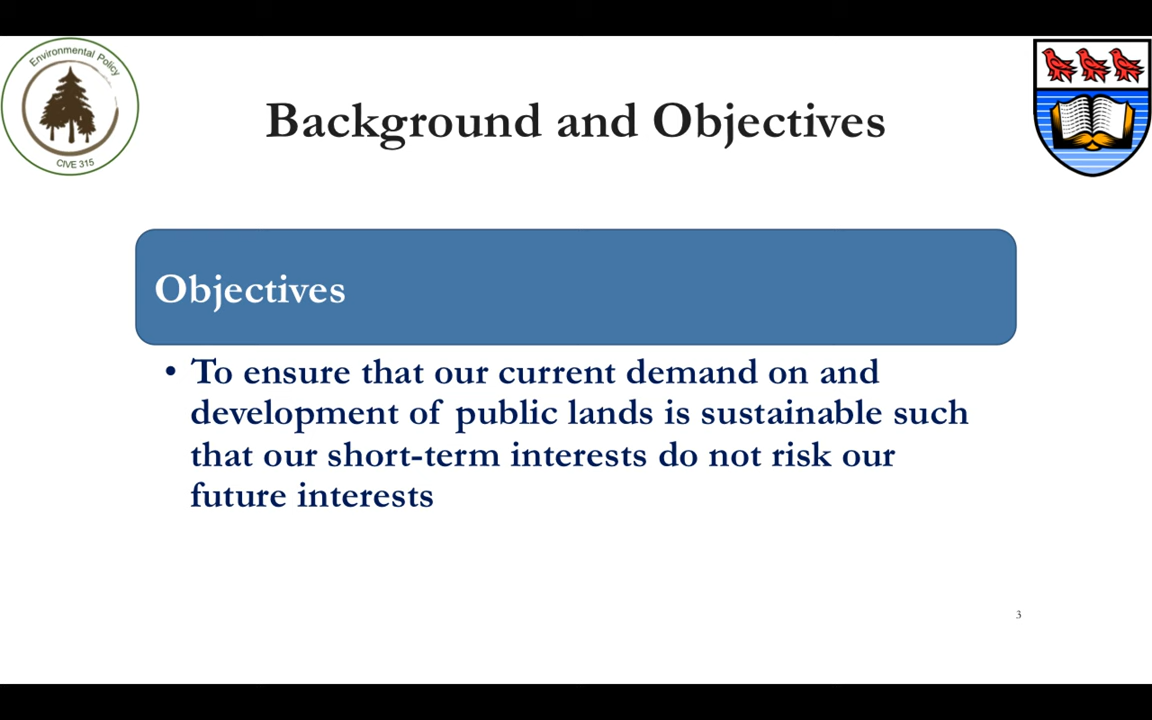 Environmental Policy
CIVE 315
Background and Objectives
Objectives
• To ensure that our current demand on and
development of public lands is sustainable such
that our short-term interests do not risk our
future interests
3